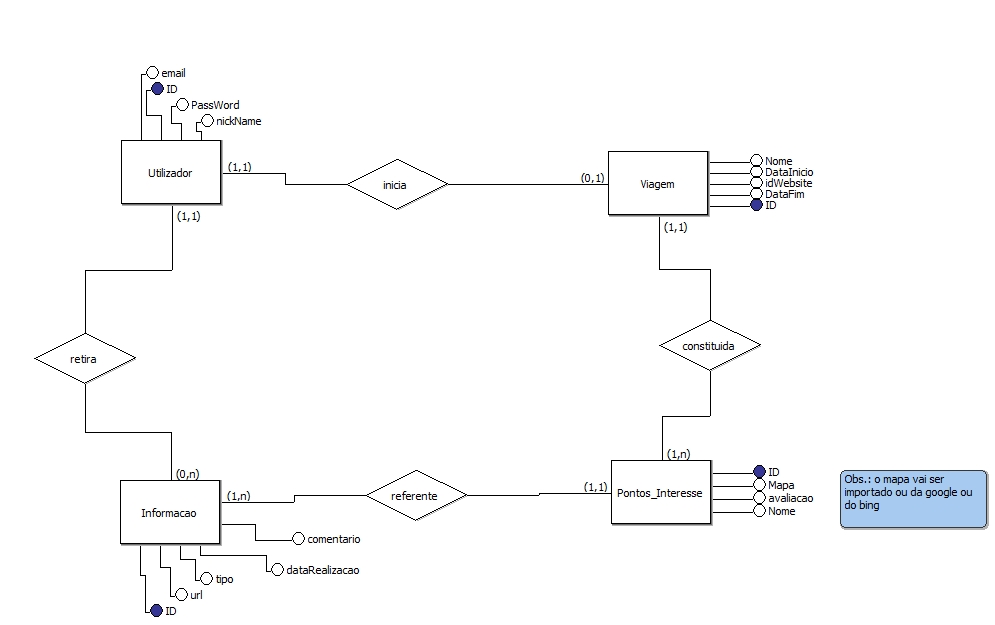 email
ID
PassWord
nickName
Utilizador
(1,1)
inicia
(0,1)
Viagem
Nome
DataInicio
idWebsite
DataFim
ID
(1,1)
(1,1)
retira
constituida
(0,n)
(1,n)
Informacao
(1,n)
referente
(1,1)
Pontos_Interesse
ID
Mapa
avaliacao
Nome
Obs.: o mapa vai ser
importado ou da google ou
do bing
comentario
dataRealizacao
tipo
url
ID